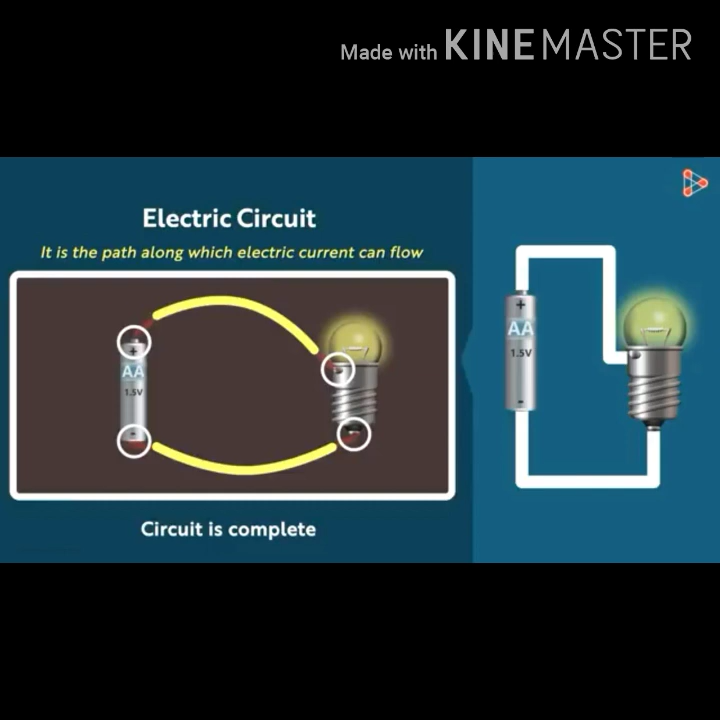 Made with KINEMASTER
Electric Circuit
It is the path along which electric current can flow
+
AA
1.5V
-
Circuit is complete
+
AA
1.5V
-